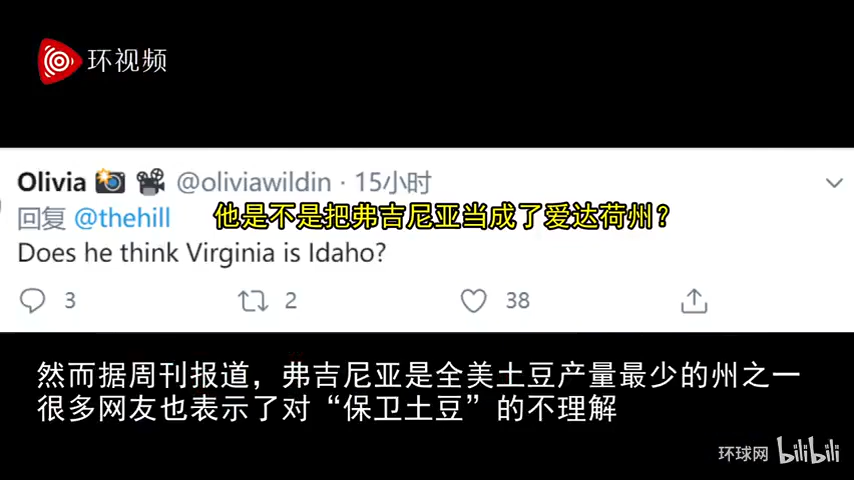 环视频
Olivia 📸 🎥 @oliviawildin · 15小时
回复 @thehill
他是不是把弗吉尼亚当成了爱达荷州？
Does he think Virginia is Idaho?
3 2 38
然而据周刊报道，弗吉尼亚是全美土豆产量最少的州之一
很多网友也表示了对“保卫土豆”的不理解
环球网 bilibili